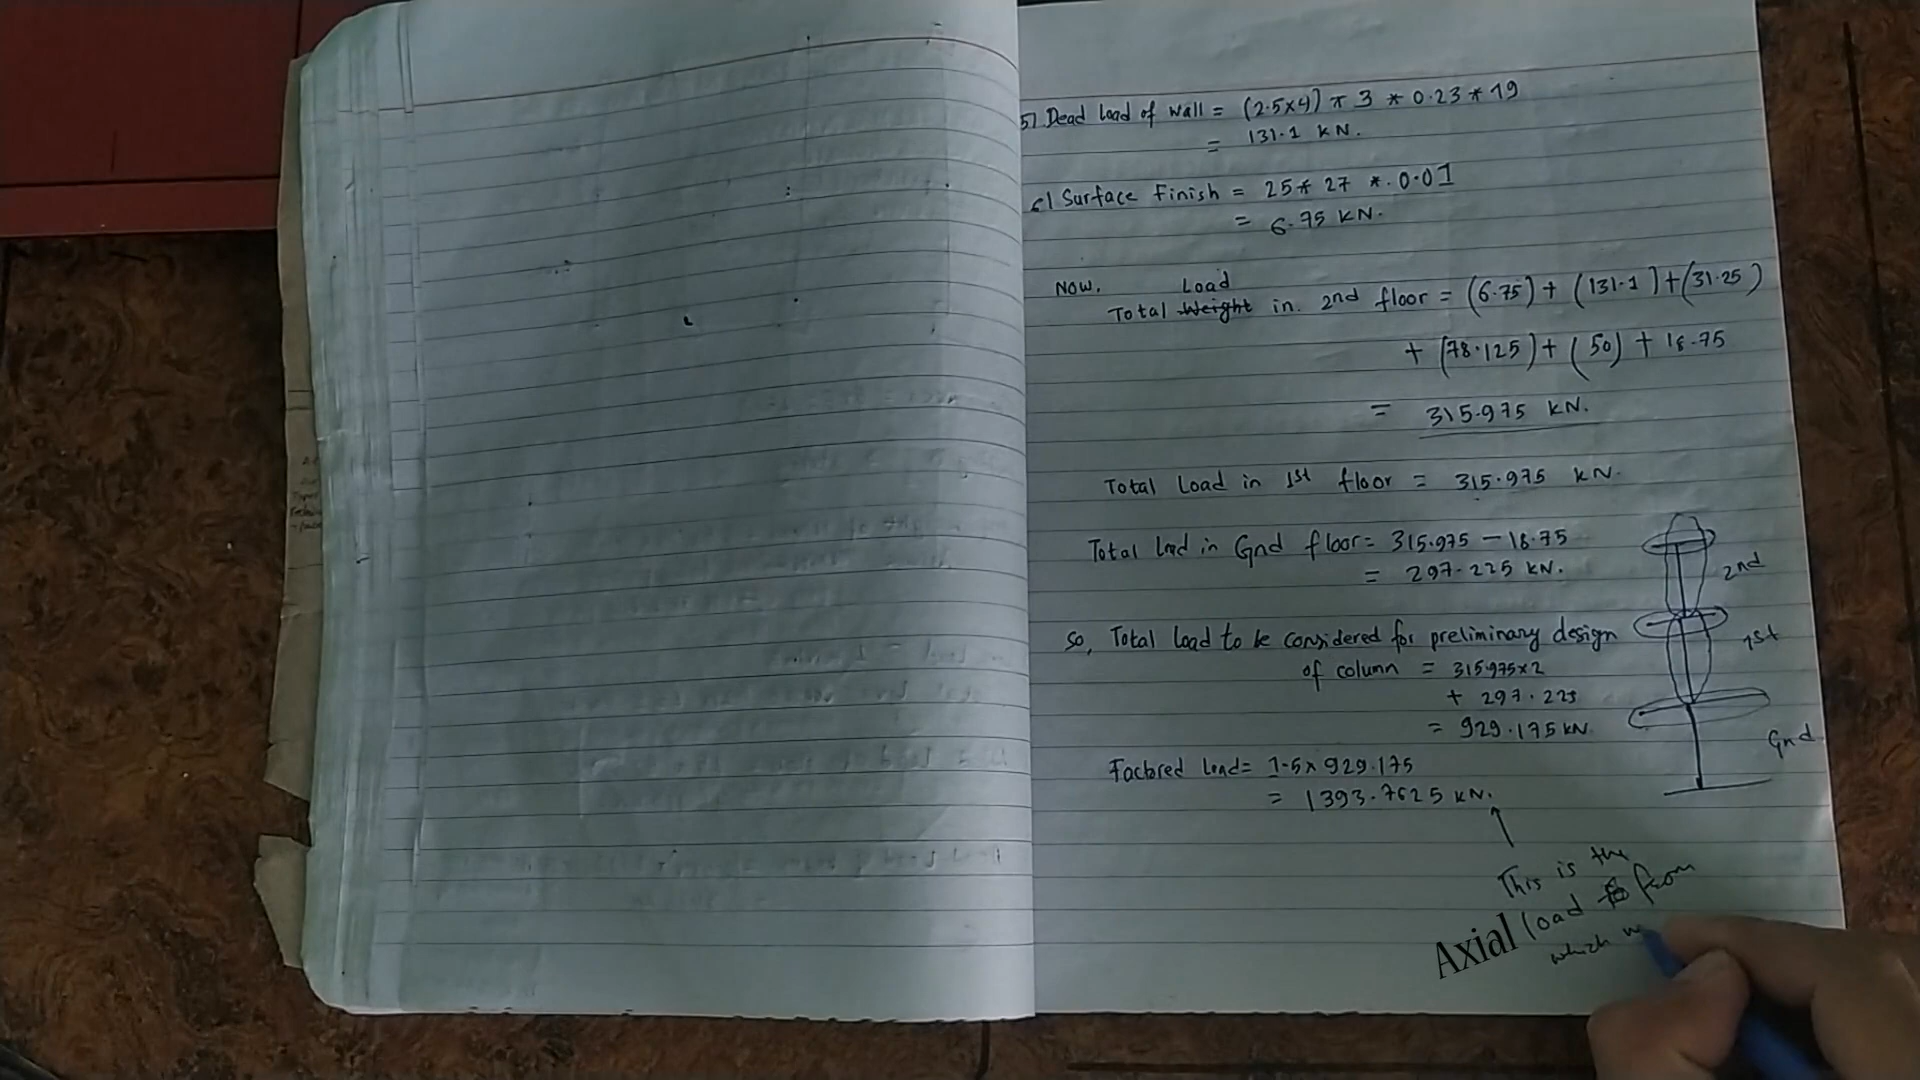 5) Dead load of wall = (2.5×4) * 3 * 0.23 * 19
= 131.1 KN.
6) Surface Finish = 25 * 27 * 0.01
= 6.75 KN.
Now,
Load
Total Weight in 2nd floor = (6.75) + (131.1) + (31.25)
+ (78.125) + (50) + 18.75
= 315.975 KN.
Total Load in 1st floor = 315.975 KN.
Total load in Gnd floor = 315.975 - 18.75
= 297.225 KN.
2nd
So, Total load to be considered for preliminary design
1st
of column = 315.975×2
+ 297.225
= 929.175 KN
Gnd
Factored load = 1.5 × 929.175
= 1393.7625 KN.
This is the
Axial load from
which